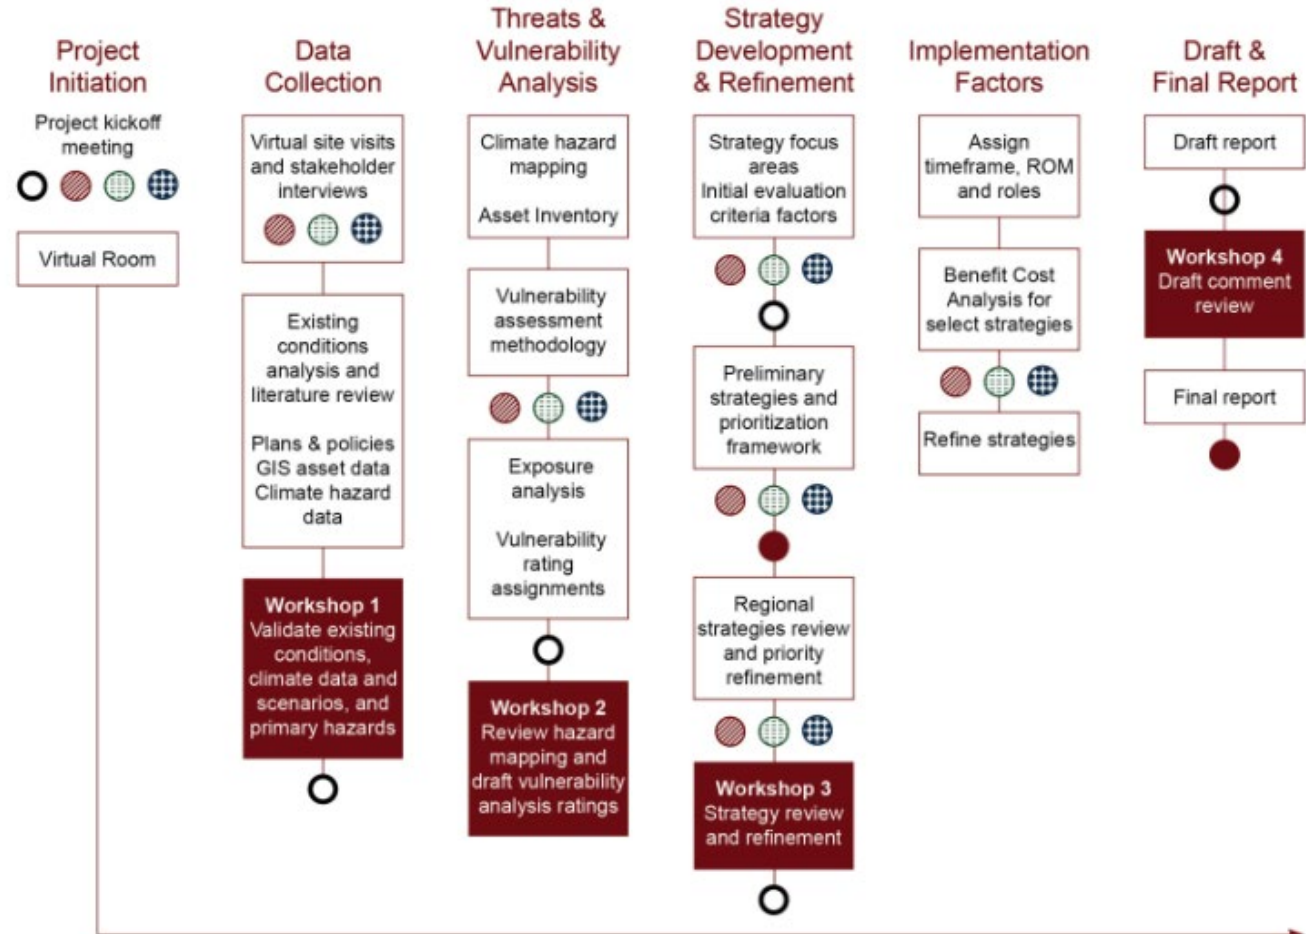 Project
Initiation
Project kickoff
meeting
Virtual Room
Data
Collection
Virtual site visits
and stakeholder
interviews
Existing
conditions
analysis and
literature review
Plans & policies
GIS asset data
Climate hazard
data
Workshop 1
Validate existing
conditions,
climate data and
scenarios, and
primary hazards
Threats &
Vulnerability
Analysis
Climate hazard
mapping
Asset Inventory
Vulnerability
assessment
methodology
Exposure
analysis
Vulnerability
rating
assignments
Workshop 2
Review hazard
mapping and
draft vulnerability
analysis ratings
Strategy
Development
& Refinement
Strategy focus
areas
Initial evaluation
criteria factors
Preliminary
strategies and
prioritization
framework
Regional
strategies review
and priority
refinement
Workshop 3
Strategy review
and refinement
Implementation
Factors
Assign
timeframe, ROM
and roles
Benefit Cost
Analysis for
select strategies
Refine strategies
Draft &
Final Report
Draft report
Workshop 4
Draft comment
review
Final report